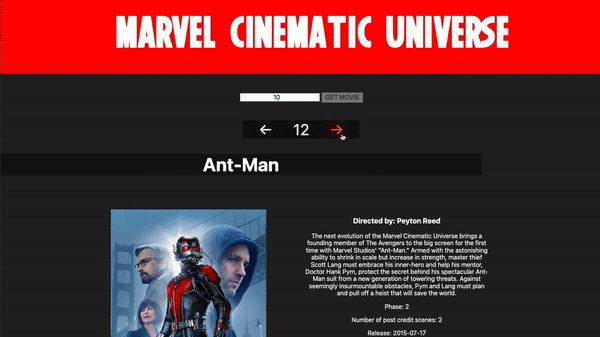 MARVEL CINEMATIC UNIVERSE
10 GET MOVIE
← 12 →
Ant-Man
Directed by: Peyton Reed
The next evolution of the Marvel Cinematic Universe brings a
founding member of The Avengers to the big screen for the first
time with Marvel Studios' "Ant-Man." Armed with the astonishing
ability to shrink in scale but increase in strength, master thief
Scott Lang must embrace his inner-hero and help his mentor,
Doctor Hank Pym, protect the secret behind his spectacular Ant-
Man suit from a new generation of towering threats. Against
seemingly insurmountable obstacles, Pym and Lang must plan
and pull off a heist that will save the world.
Phase: 2
Number of post credit scenes: 2
Release: 2015-07-17